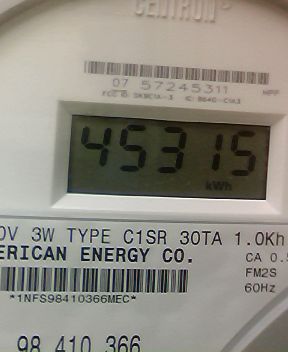 CENTRON
07 57245311
45315
kWh
0V 3W TYPE C1SR 30TA 1.0Kh
ERICAN ENERGY CO.
CA 0.5
FM2S
60Hz
*1NFS98410366MEC*
98 410 366